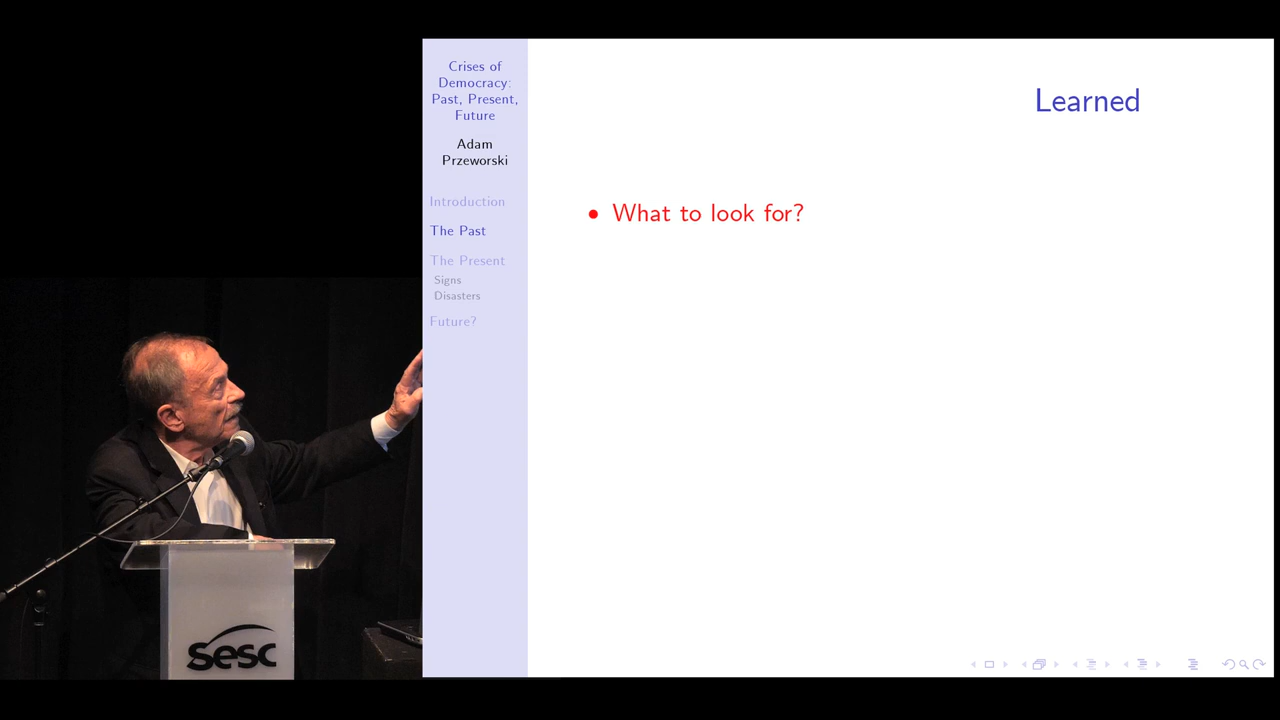 Crises of
Democracy:
Past, Present,
Future
Adam
Przeworski
Introduction
The Past
The Present
Signs
Disasters
Future?
Learned
• What to look for?
sesc